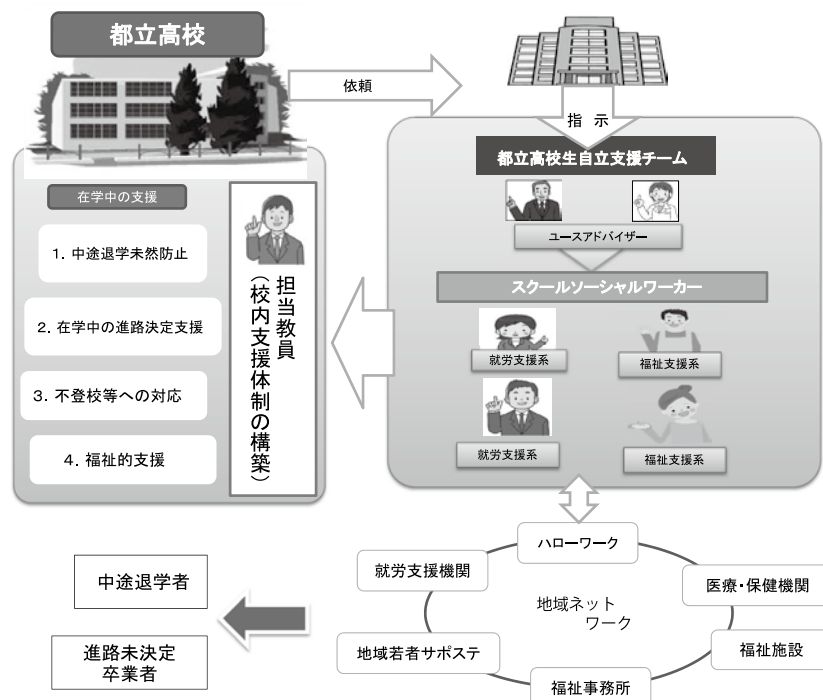 都立高校
依頼
指示
在学中の支援
1. 中途退学未然防止
2. 在学中の進路決定支援
3. 不登校等への対応
4. 福祉的支援
担当教員
（校内支援体制の構築）
都立高校生自立支援チーム
ユースアドバイザー
スクールソーシャルワーカー
就労支援系
福祉支援系
就労支援系
福祉支援系
ハローワーク
就労支援機関
医療・保健機関
地域ネット
ワーク
地域若者サポステ
福祉施設
福祉事務所
中途退学者
進路未決定
卒業者